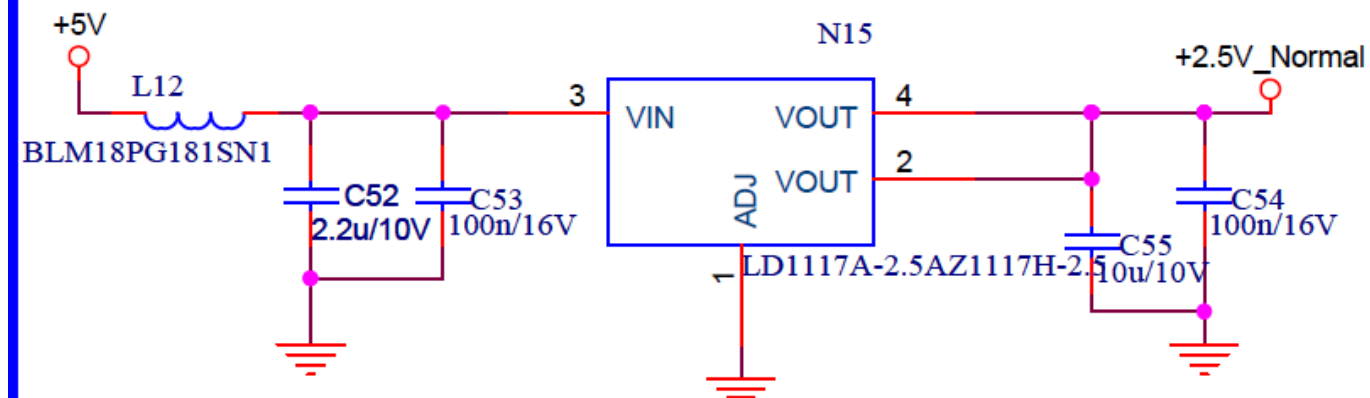 +5V
N15
+2.5V_Normal
L12
3
4
VIN
VOUT
BLM18PG181SN1
2
VOUT
ADJ
C52
C53
C54
2.2u/10V
100n/16V
100n/16V
C55
LD1117A-2.5AZ1117H-2.5
10u/10V
1